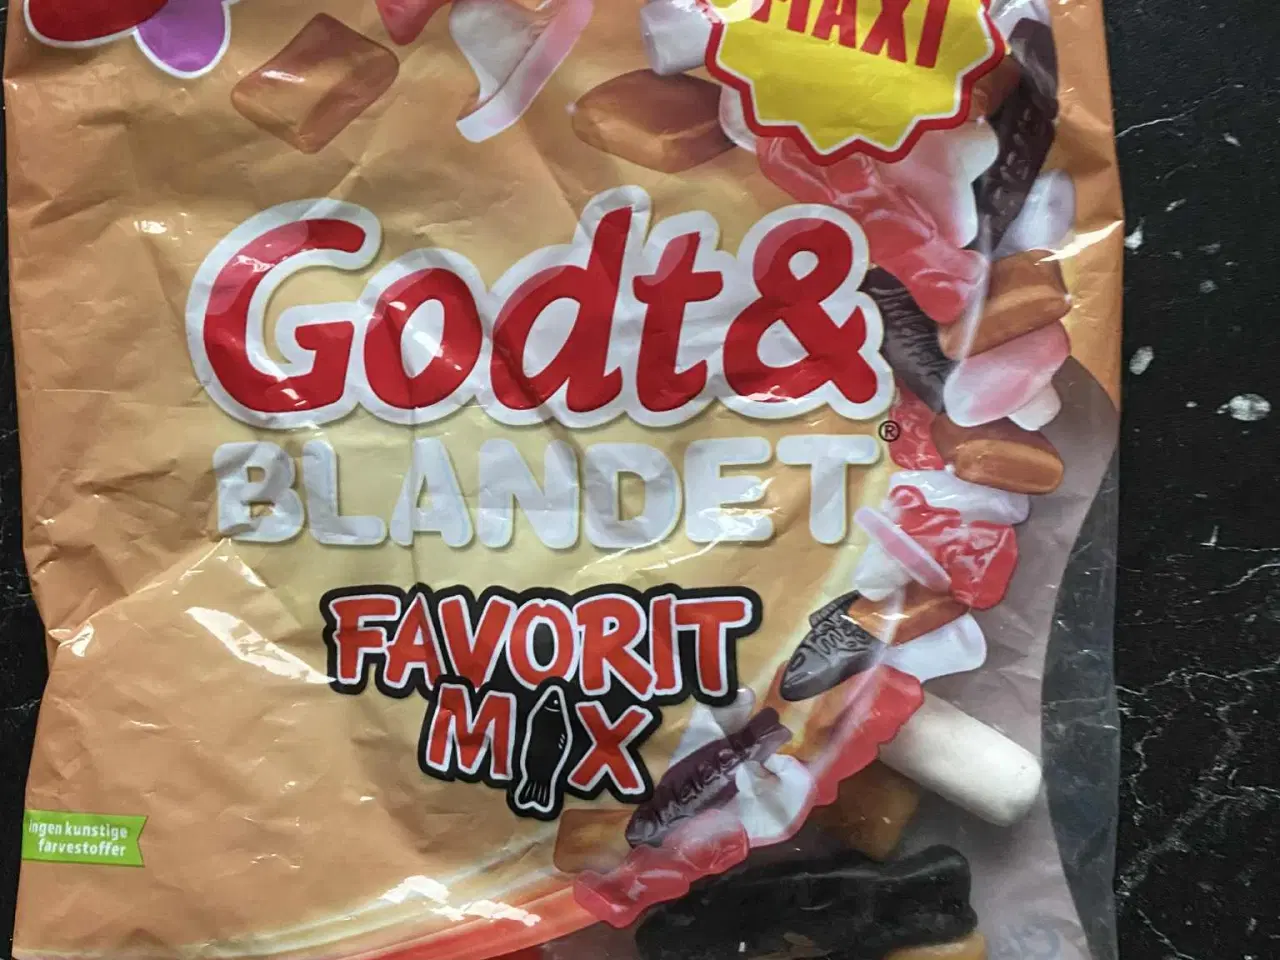 MAXI
Godt&
BLANDET®
FAVORIT
MIX
ingen kunstige
farvestoffer